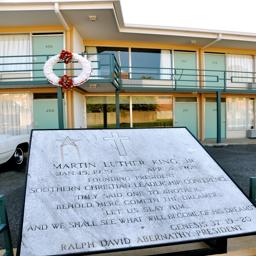 MARTIN LUTHER KING, JR.
JAN. 15, 1929 – APRIL 4, 1968
FOUNDING PRESIDENT
SOUTHERN CHRISTIAN LEADERSHIP CONFERENCE
THEY SAID ONE TO ANOTHER,
BEHOLD, HERE COMETH THE DREAMER
LET US SLAY HIM
AND WE SHALL SEE WHAT WILL BECOME OF HIS DREAMS
GENESIS 37:19-20
RALPH DAVID ABERNATHY PRESIDENT